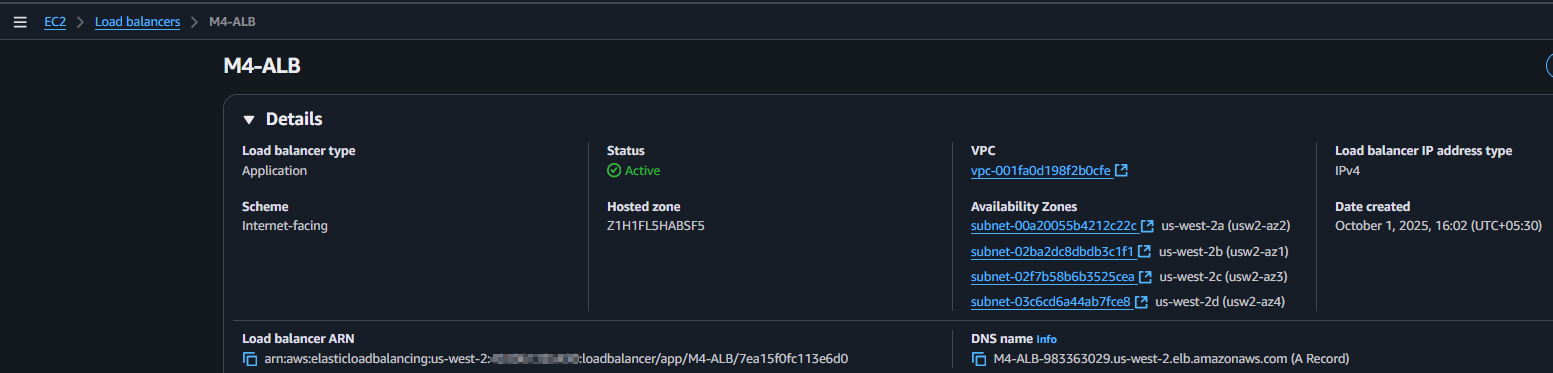 EC2 > Load balancers > M4-ALB
M4-ALB
Details
Load balancer type
Application
Scheme
Internet-facing
Status
Active
Hosted zone
Z1H1FL5HABSF5
VPC
vpc-001fa0d198f2b0cfe
Availability Zones
subnet-00a20055b4212c22c us-west-2a (usw2-az2)
subnet-02ba2dc8dbdb3c1f1 us-west-2b (usw2-az1)
subnet-02f7b58b6b3525cea us-west-2c (usw2-az3)
subnet-03c6cd6a44ab7fce8 us-west-2d (usw2-az4)
Load balancer IP address type
IPv4
Date created
October 1, 2025, 16:02 (UTC+05:30)
Load balancer ARN
arn:aws:elasticloadbalancing:us-west-2: :loadbalancer/app/M4-ALB/7ea15f0fc113e6d0
DNS name Info
M4-ALB-983363029.us-west-2.elb.amazonaws.com (A Record)